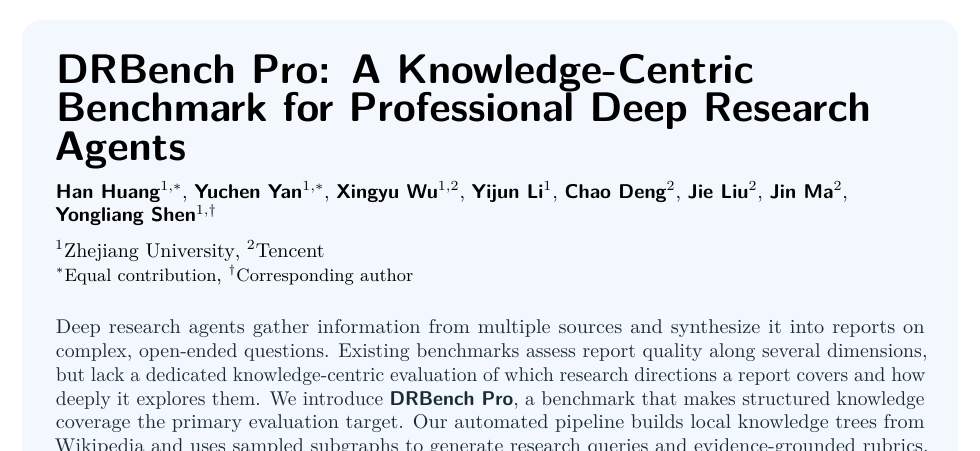 DRBench Pro: A Knowledge-Centric
Benchmark for Professional Deep Research
Agents
Han Huang¹,*, Yuchen Yan¹,*, Xingyu Wu¹,², Yijun Li¹, Chao Deng², Jie Liu², Jin Ma²,
Yongliang Shen¹,†
¹Zhejiang University, ²Tencent
*Equal contribution, †Corresponding author
Deep research agents gather information from multiple sources and synthesize it into reports on
complex, open-ended questions. Existing benchmarks assess report quality along several dimensions,
but lack a dedicated knowledge-centric evaluation of which research directions a report covers and how
deeply it explores them. We introduce DRBench Pro, a benchmark that makes structured knowledge
coverage the primary evaluation target. Our automated pipeline builds local knowledge trees from
Wikipedia and uses sampled subgraphs to generate research queries and evidence-grounded rubrics.